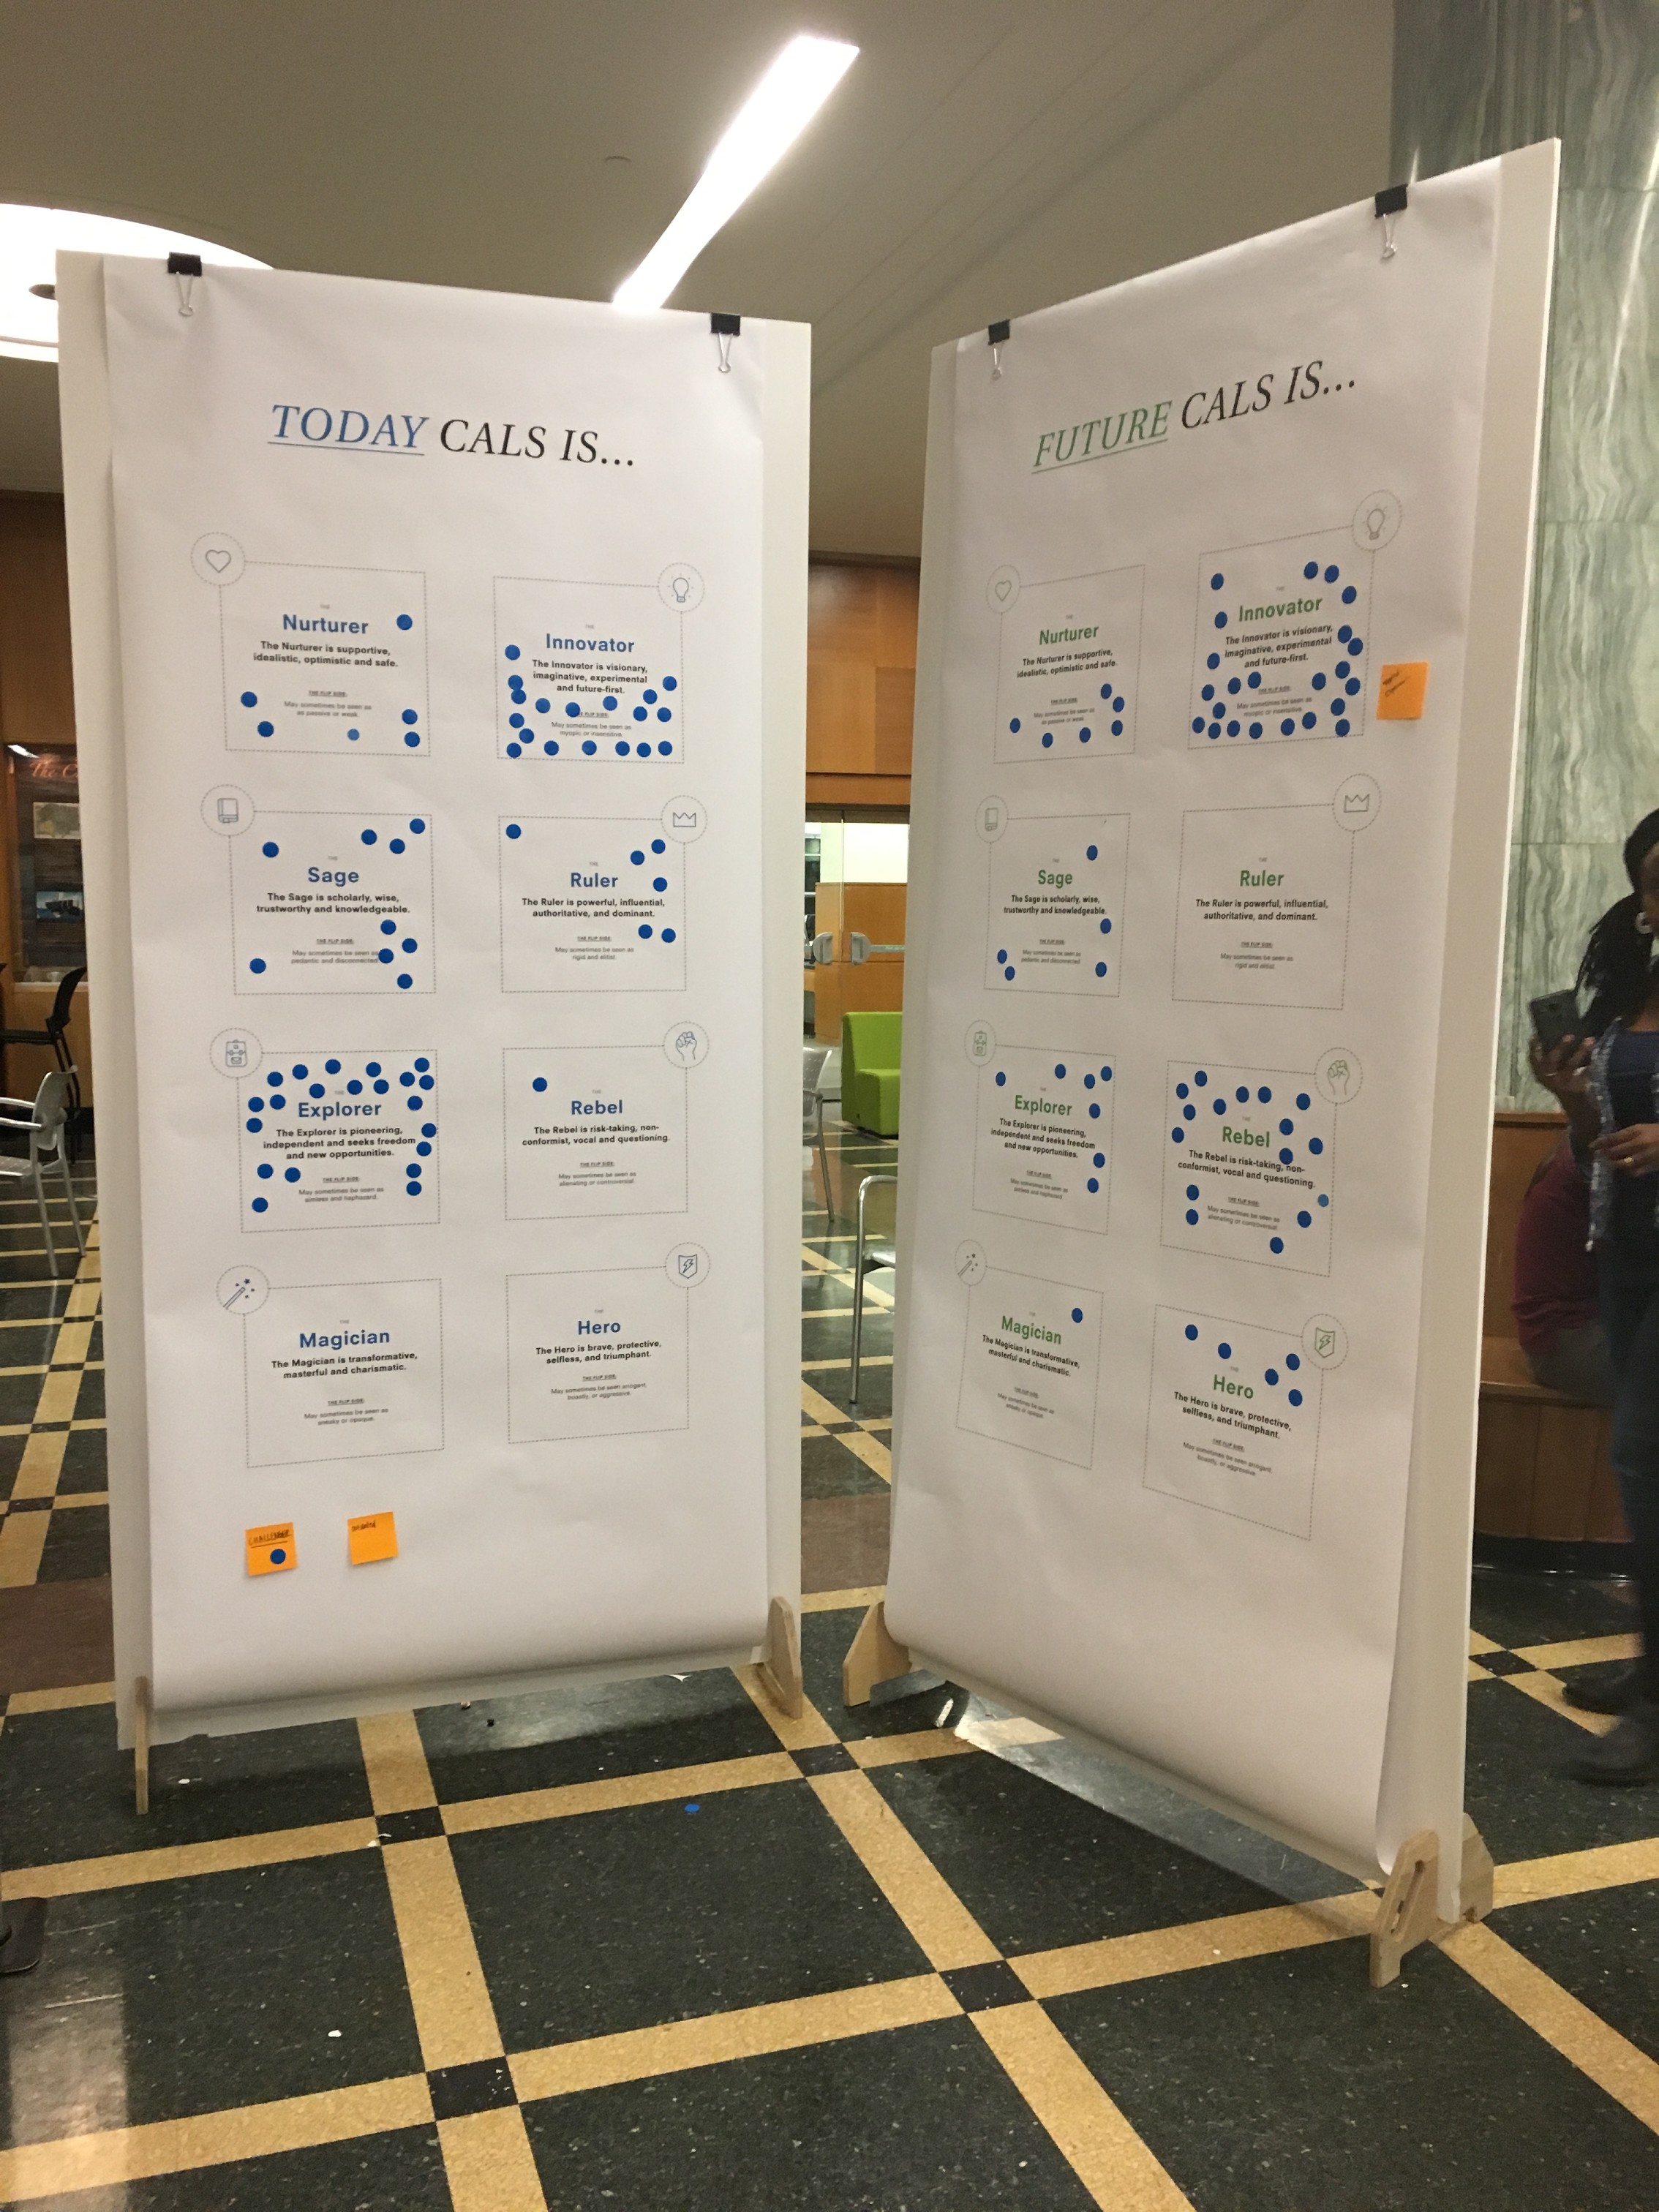 TODAY CALS IS...
THE
Nurturer
The Nurturer is supportive,
idealistic, optimistic and safe.
THE FLIP SIDE:
May sometimes be seen as
as passive or weak.
THE
Innovator
The Innovator is visionary,
imaginative, experimental
and future-first.
FLIP SIDE:
May sometimes be seen as
myopic or insensitive.
THE
Sage
The Sage is scholarly, wise,
trustworthy and knowledgeable.
THE FLIP SIDE:
May sometimes be seen as
pedantic and disconnected.
THE
Ruler
The Ruler is powerful, influential,
authoritative, and dominant.
THE FLIP SIDE:
May sometimes be seen as
rigid and elitist.
THE
Explorer
The Explorer is pioneering,
independent and seeks freedom
and new opportunities.
THE FLIP SIDE:
May sometimes be seen as
aimless and haphazard.
THE
Rebel
The Rebel is risk-taking, non-
conformist, vocal and questioning.
THE FLIP SIDE:
May sometimes be seen as
alienating or controversial.
THE
Magician
The Magician is transformative,
masterful and charismatic.
THE FLIP SIDE:
May sometimes be seen as
sneaky or opaque.
THE
Hero
The Hero is brave, protective,
selfless, and triumphant.
THE FLIP SIDE:
May sometimes be seen arrogant,
boastly, or aggressive.
CHALLENGER
FUTURE CALS IS...
THE
Nurturer
The Nurturer is supportive,
idealistic, optimistic and safe.
THE FLIP SIDE:
May sometimes be seen as
as passive or weak.
THE
Innovator
The Innovator is visionary,
imaginative, experimental
and future-first.
THE FLIP SIDE:
May sometimes be seen as
myopic or insensitive.
THE
Sage
The Sage is scholarly, wise,
trustworthy and knowledgeable.
THE FLIP SIDE:
May sometimes be seen as
pedantic and disconnected.
THE
Ruler
The Ruler is powerful, influential,
authoritative, and dominant.
THE FLIP SIDE:
May sometimes be seen as
rigid and elitist.
THE
Explorer
The Explorer is pioneering,
independent and seeks freedom
and new opportunities.
THE FLIP SIDE:
May sometimes be seen as
aimless and haphazard.
THE
Rebel
The Rebel is risk-taking, non-
conformist, vocal and questioning.
THE FLIP SIDE:
May sometimes be seen as
alienating or controversial.
THE
Magician
The Magician is transformative,
masterful and charismatic.
THE FLIP SIDE:
May sometimes be seen as
sneaky or opaque.
THE
Hero
The Hero is brave, protective,
selfless, and triumphant.
THE FLIP SIDE:
May sometimes be seen arrogant,
boastly, or aggressive.